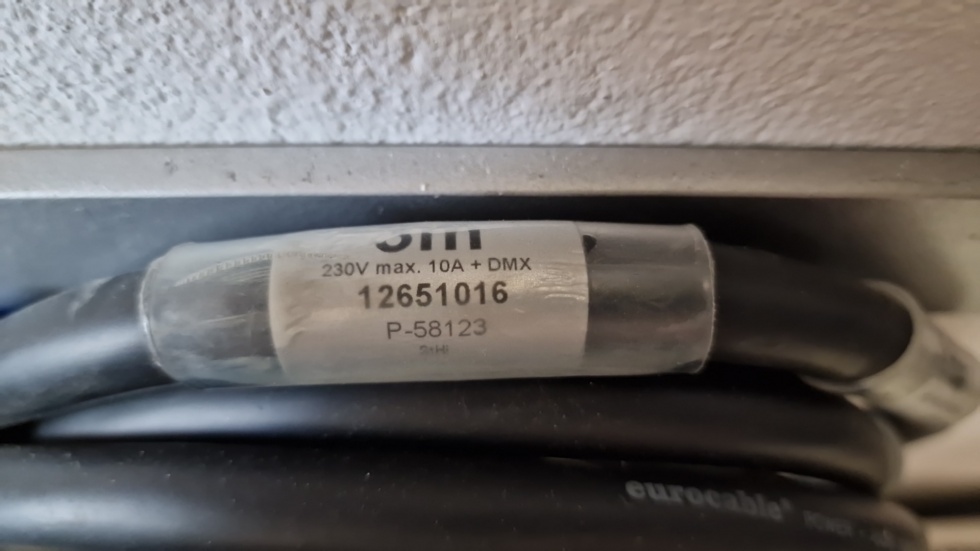 230V max. 10A + DMX
12651016
P-58123
eurocable